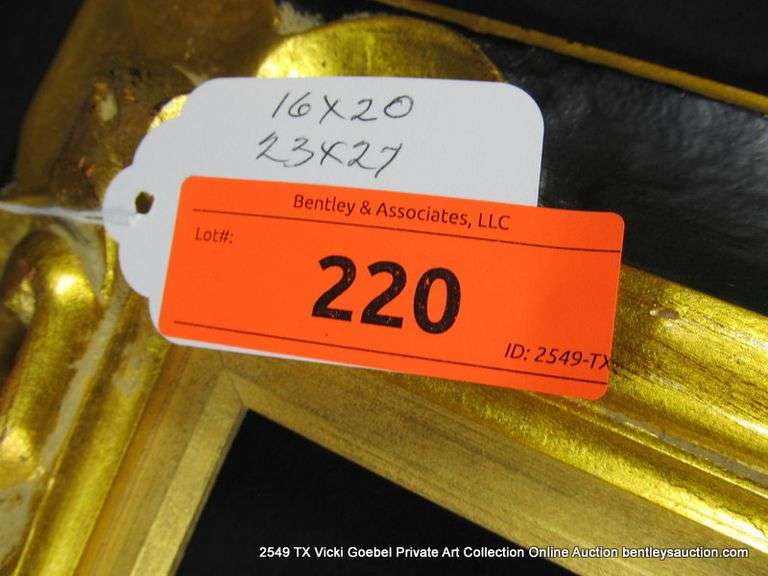 16X20
23X27
Bentley & Associates, LLC
Lot#:
220
ID: 2549-TX
2549 TX Vicki Goebel Private Art Collection Online Auction bentleysauction.com